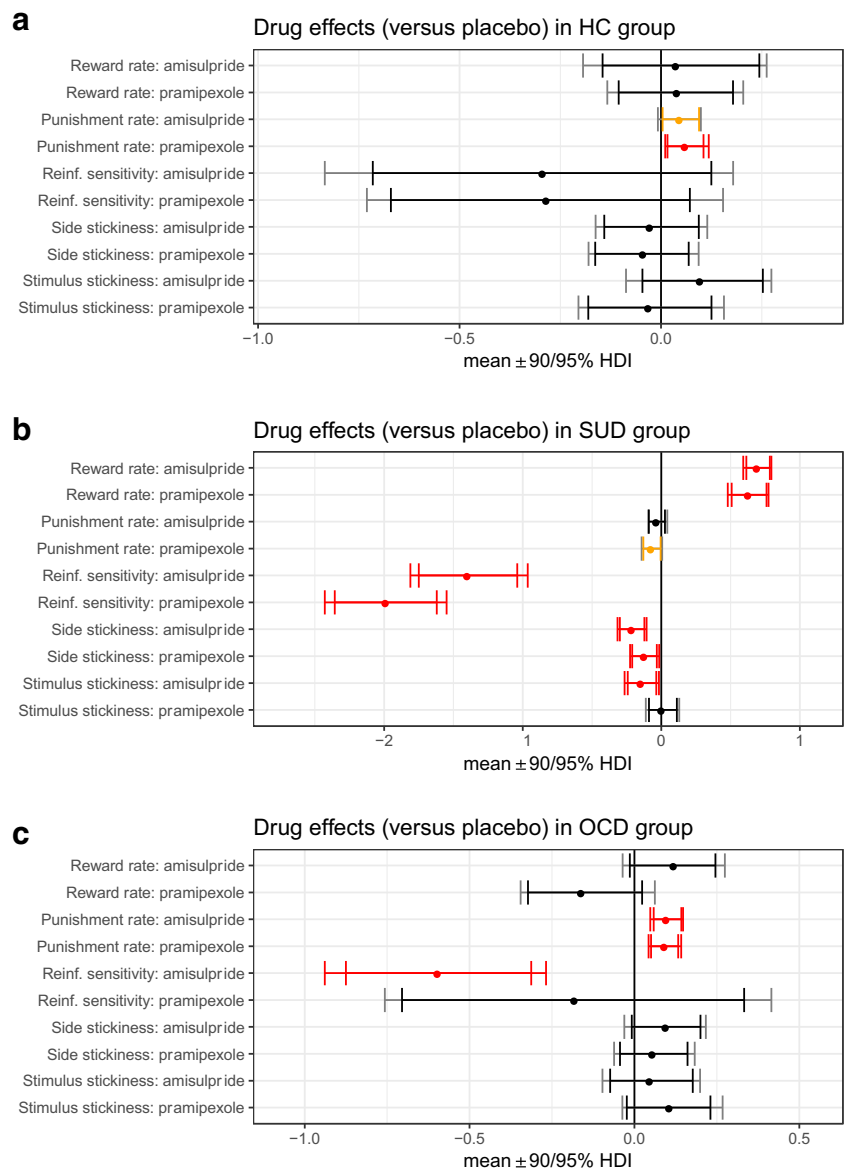 a
Drug effects (versus placebo) in HC group
Reward rate: amisulpride
Reward rate: pramipexole
Punishment rate: amisulpride
Punishment rate: pramipexole
Reinf. sensitivity: amisulpride
Reinf. sensitivity: pramipexole
Side stickiness: amisulpride
Side stickiness: pramipexole
Stimulus stickiness: amisulpride
Stimulus stickiness: pramipexole
−1.0 −0.5 0.0
mean ± 90/95% HDI
b
Drug effects (versus placebo) in SUD group
Reward rate: amisulpride
Reward rate: pramipexole
Punishment rate: amisulpride
Punishment rate: pramipexole
Reinf. sensitivity: amisulpride
Reinf. sensitivity: pramipexole
Side stickiness: amisulpride
Side stickiness: pramipexole
Stimulus stickiness: amisulpride
Stimulus stickiness: pramipexole
−2 1 0 1
mean ± 90/95% HDI
c
Drug effects (versus placebo) in OCD group
Reward rate: amisulpride
Reward rate: pramipexole
Punishment rate: amisulpride
Punishment rate: pramipexole
Reinf. sensitivity: amisulpride
Reinf. sensitivity: pramipexole
Side stickiness: amisulpride
Side stickiness: pramipexole
Stimulus stickiness: amisulpride
Stimulus stickiness: pramipexole
−1.0 −0.5 0.0 0.5
mean ± 90/95% HDI